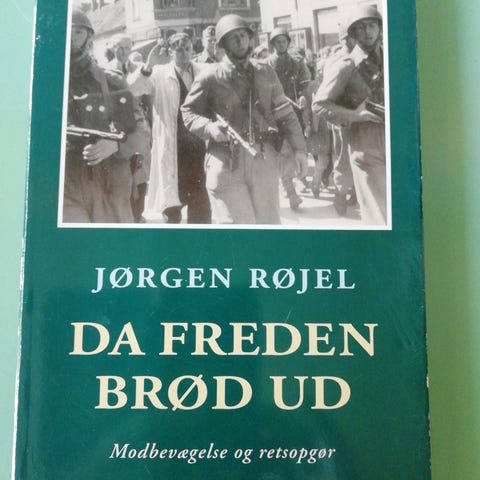 JØRGEN RØJEL
DA FREDEN
BRØD UD
Modbevægelse og retsopgør